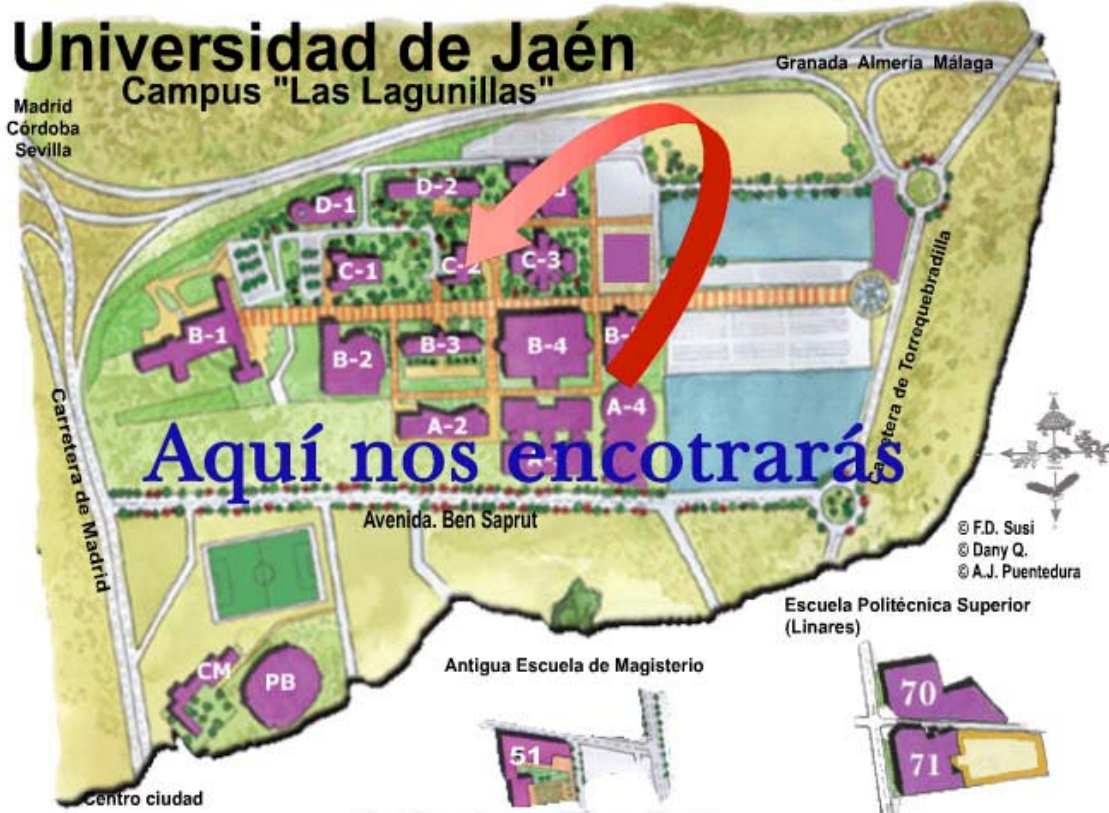 Universidad de Jaén
Campus "Las Lagunillas"
Granada Almería Málaga
Madrid
Córdoba
Sevilla
D-2
D-1
C-1
C-2
C-3
B-1
B-2
B-3
B-4
A-2
A-4
Aquí nos encotrarás
Carretera de Madrid
Carretera de Torrequebradilla
Avenida. Ben Saprut
© F.D. Susi
© Dany Q.
© A.J. Puentedura
CM
PB
Centro ciudad
Antigua Escuela de Magisterio
51
Escuela Politécnica Superior
(Linares)
70
71